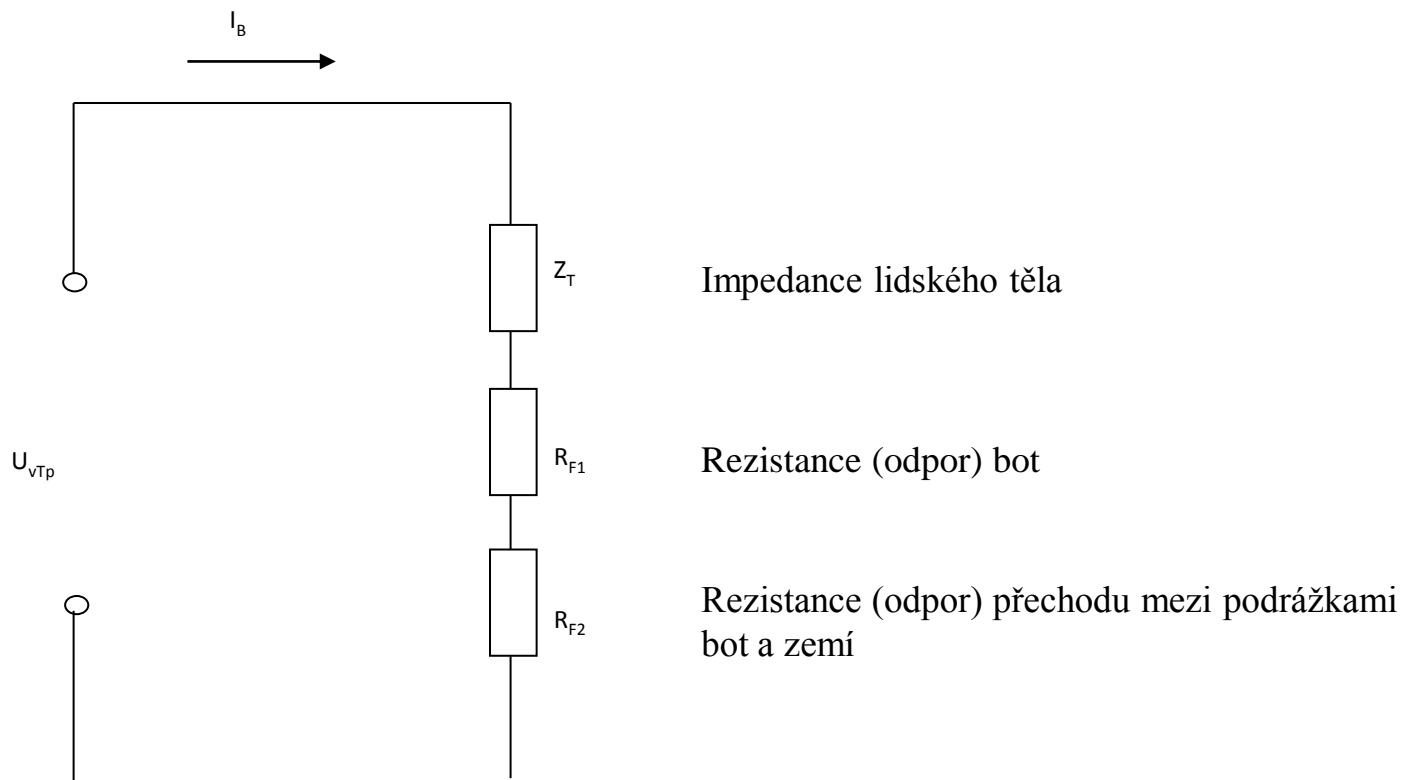 I_B
Z_T
Impedance lidského těla
U_vTp
R_F1
Rezistance (odpor) bot
R_F2
Rezistance (odpor) přechodu mezi podrážkami
bot a zemí